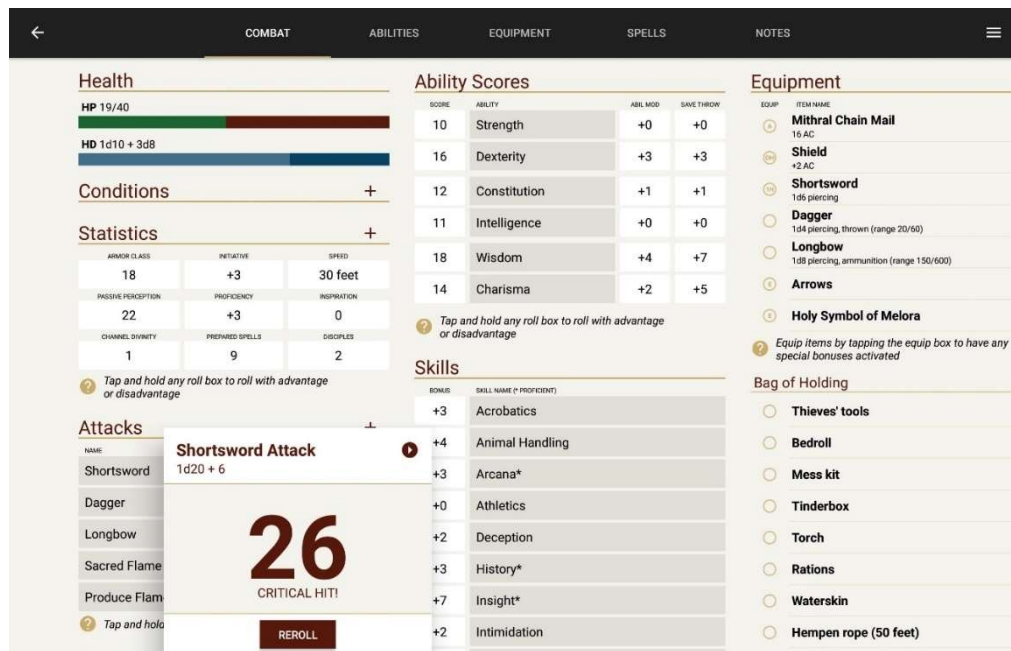 COMBAT ABILITIES EQUIPMENT SPELLS NOTES
Health
HP 19/40
HD 1d10 + 3d8
Conditions +
Statistics +
ARMOR CLASS INITIATIVE SPEED
18 +3 30 feet
PASSIVE PERCEPTION PROFICIENCY INSPIRATION
22 +3 0
CHANNEL DIVINITY PREPARED SPELLS DISCIPLES
1 9 2
? Tap and hold any roll box to roll with advantage
or disadvantage
Attacks +
NAME
Shortsword
Dagger
Longbow
Sacred Flame
Produce Flam
? Tap and hold
Shortsword Attack
1d20 + 6
26
CRITICAL HIT!
REROLL
Ability Scores
SCORE ABILITY ABIL MOD SAVE THROW
10 Strength +0 +0
16 Dexterity +3 +3
12 Constitution +1 +1
11 Intelligence +0 +0
18 Wisdom +4 +7
14 Charisma +2 +5
? Tap and hold any roll box to roll with advantage
or disadvantage
Skills
BONUS SKILL NAME (* PROFICIENT)
+3 Acrobatics
+4 Animal Handling
+3 Arcana*
+0 Athletics
+2 Deception
+3 History*
+7 Insight*
+2 Intimidation
Equipment
EQUIP ITEM NAME
Mithral Chain Mail
16 AC
Shield
+2 AC
Shortsword
1d6 piercing
Dagger
1d4 piercing, thrown (range 20/60)
Longbow
1d8 piercing, ammunition (range 150/600)
Arrows
Holy Symbol of Melora
? Equip items by tapping the equip box to have any
special bonuses activated
Bag of Holding
Thieves' tools
Bedroll
Mess kit
Tinderbox
Torch
Rations
Waterskin
Hempen rope (50 feet)